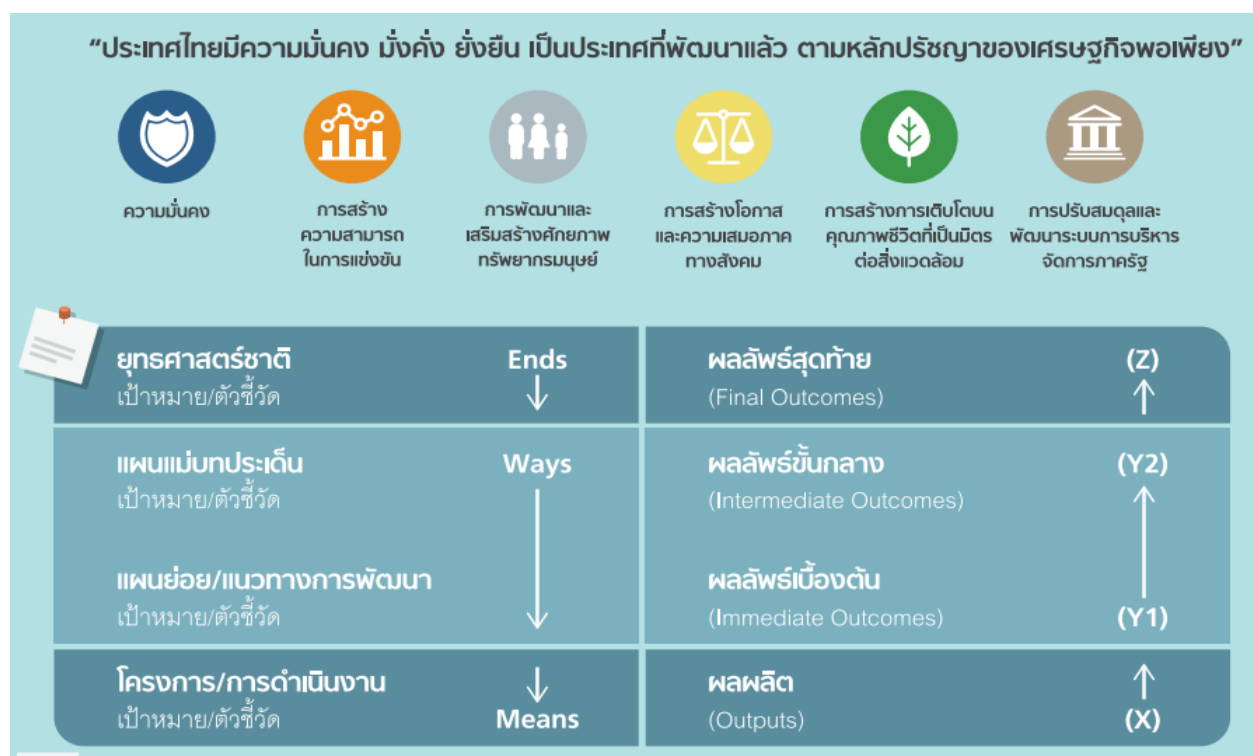 “ประเทศไทยมีความมั่นคง มั่งคั่ง ยั่งยืน เป็นประเทศที่พัฒนาแล้ว ตามหลักปรัชญาของเศรษฐกิจพอเพียง”
ความมั่นคง
การสร้าง
ความสามารถ
ในการแข่งขัน
การพัฒนาและ
เสริมสร้างศักยภาพ
ทรัพยากรมนุษย์
การสร้างโอกาส
และความเสมอภาค
ทางสังคม
การสร้างการเติบโตบน
คุณภาพชีวิตที่เป็นมิตร
ต่อสิ่งแวดล้อม
การปรับสมดุลและ
พัฒนาระบบการบริหาร
จัดการภาครัฐ
ยุทธศาสตร์ชาติ Ends ผลลัพธ์สุดท้าย (Z)
เป้าหมาย/ตัวชี้วัด (Final Outcomes)
แผนแม่บทประเด็น Ways ผลลัพธ์ขั้นกลาง (Y2)
เป้าหมาย/ตัวชี้วัด (Intermediate Outcomes)
แผนย่อย/แนวทางการพัฒนา ผลลัพธ์เบื้องต้น
เป้าหมาย/ตัวชี้วัด (Immediate Outcomes) (Y1)
โครงการ/การดำเนินงาน ผลผลิต
เป้าหมาย/ตัวชี้วัด Means (Outputs) (X)